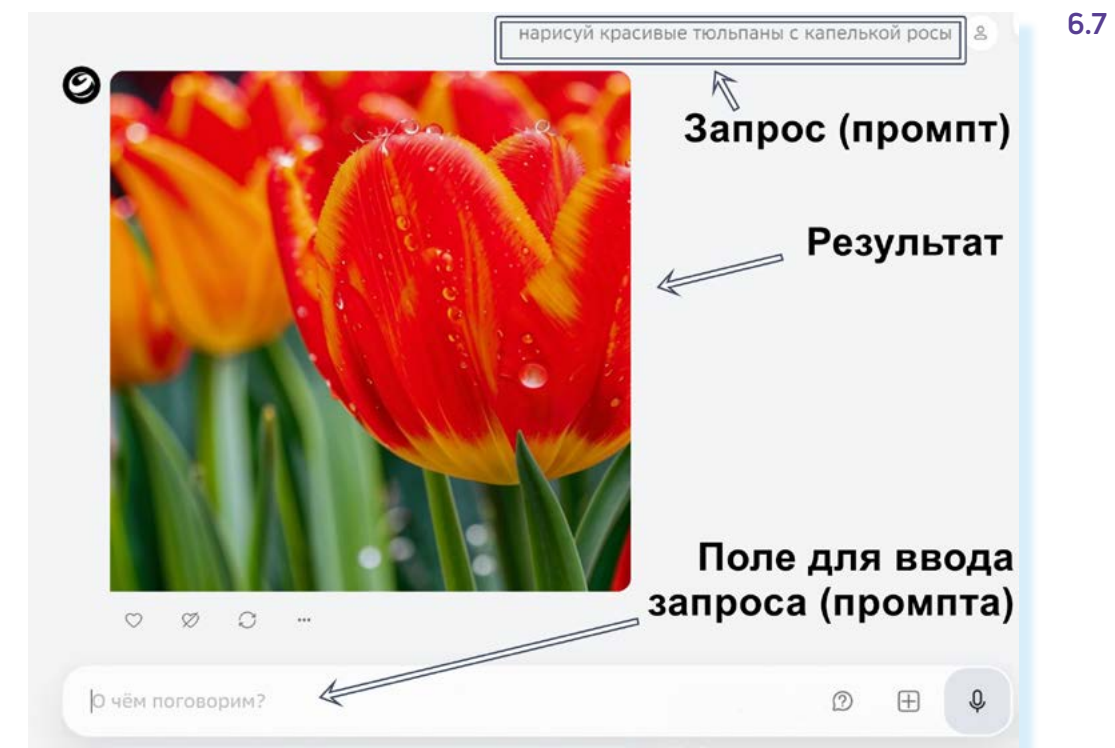 6.7
нарисуй красивые тюльпаны с капелькой росы
Запрос (промпт)
Результат
Поле для ввода
запроса (промпта)
О чём поговорим?